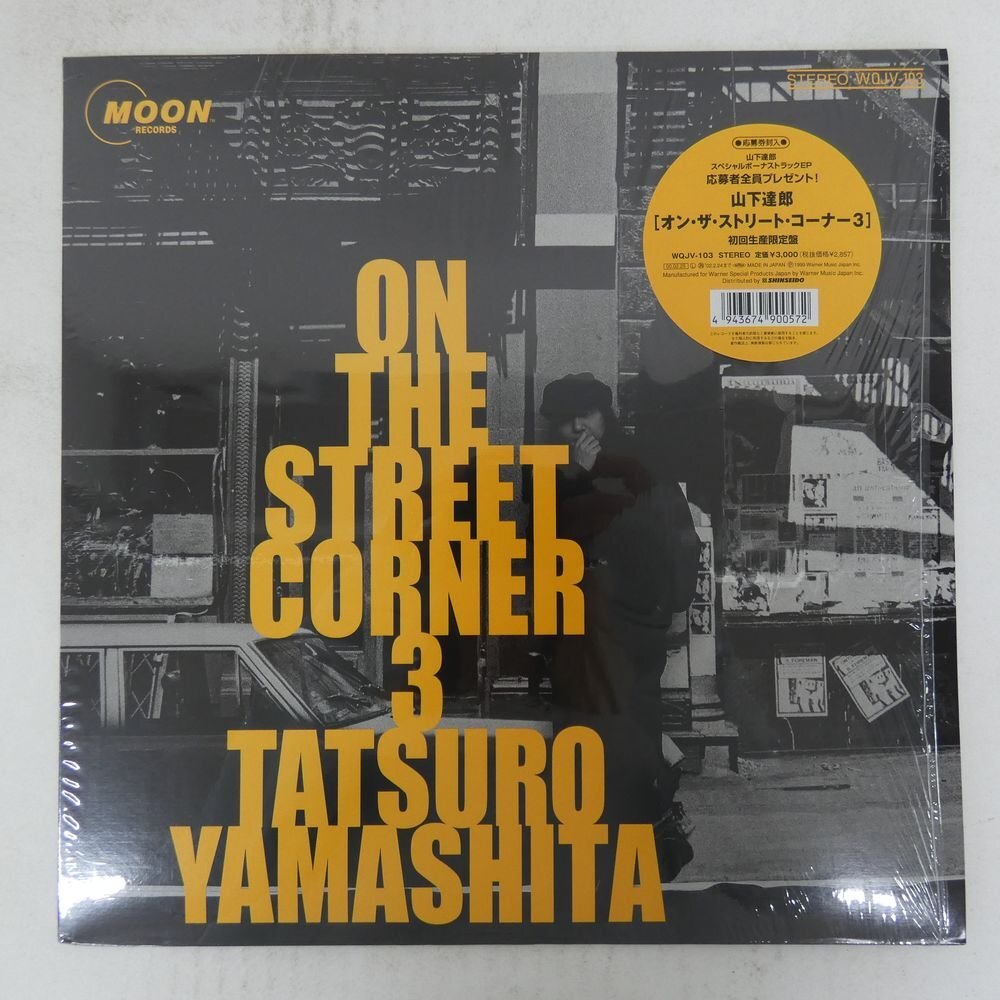 MOON
RECORDS
STEREO WQJV-103
●応募券封入●
山下達郎
スペシャルボーナストラックEP
応募者全員プレゼント!
山下達郎
[オン・ザ・ストリート・コーナー3]
初回生産限定盤
WQJV-103 STEREO 定価¥3,000(税抜価格¥2,857)
MADE IN JAPAN ℗1999 Warner Music Japan Inc.
Manufactured for Warner Special Products Japan by Warner Music Japan Inc.
Distributed by SHINSEIDO
4 943674 900572
ON
THE
STREET
CORNER
3
TATSURO
YAMASHITA